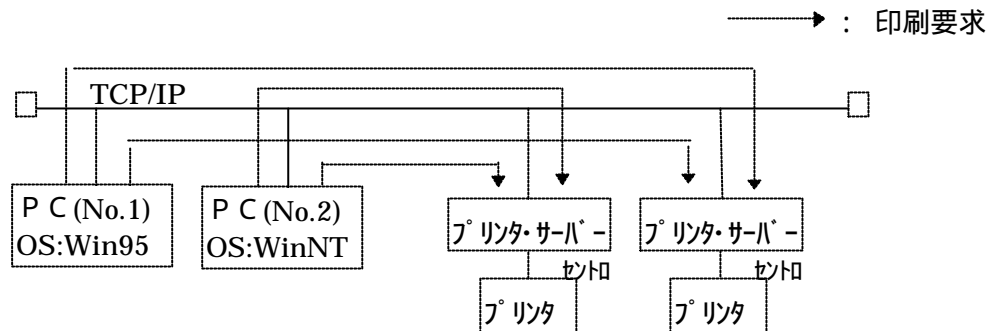 ： 印刷要求
TCP/IP
ＰＣ(No.1)
OS:Win95
ＰＣ(No.2)
OS:WinNT
プリンタ・サーバー
プリンタ・サーバー
セントロ
セントロ
プリンタ
プリンタ